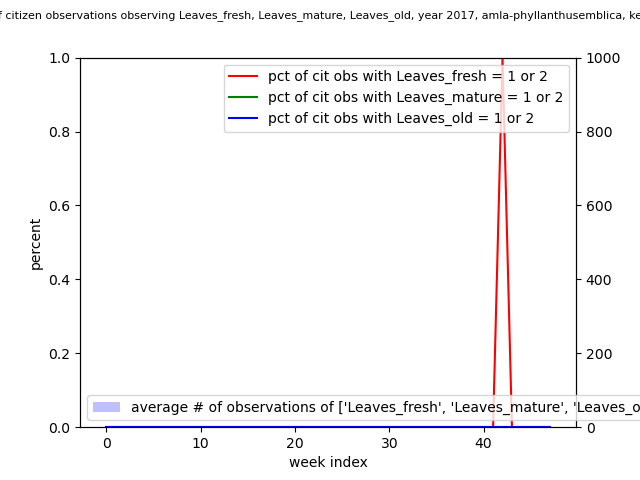 f citizen observations observing Leaves_fresh, Leaves_mature, Leaves_old, year 2017, amla-phyllanthusemblica, ke
1.0
0.8
0.6
0.4
0.2
0.0
percent
pct of cit obs with Leaves_fresh = 1 or 2
pct of cit obs with Leaves_mature = 1 or 2
pct of cit obs with Leaves_old = 1 or 2
average # of observations of ['Leaves_fresh', 'Leaves_mature', 'Leaves_o
1000
800
600
400
200
0
0 10 20 30 40
week index